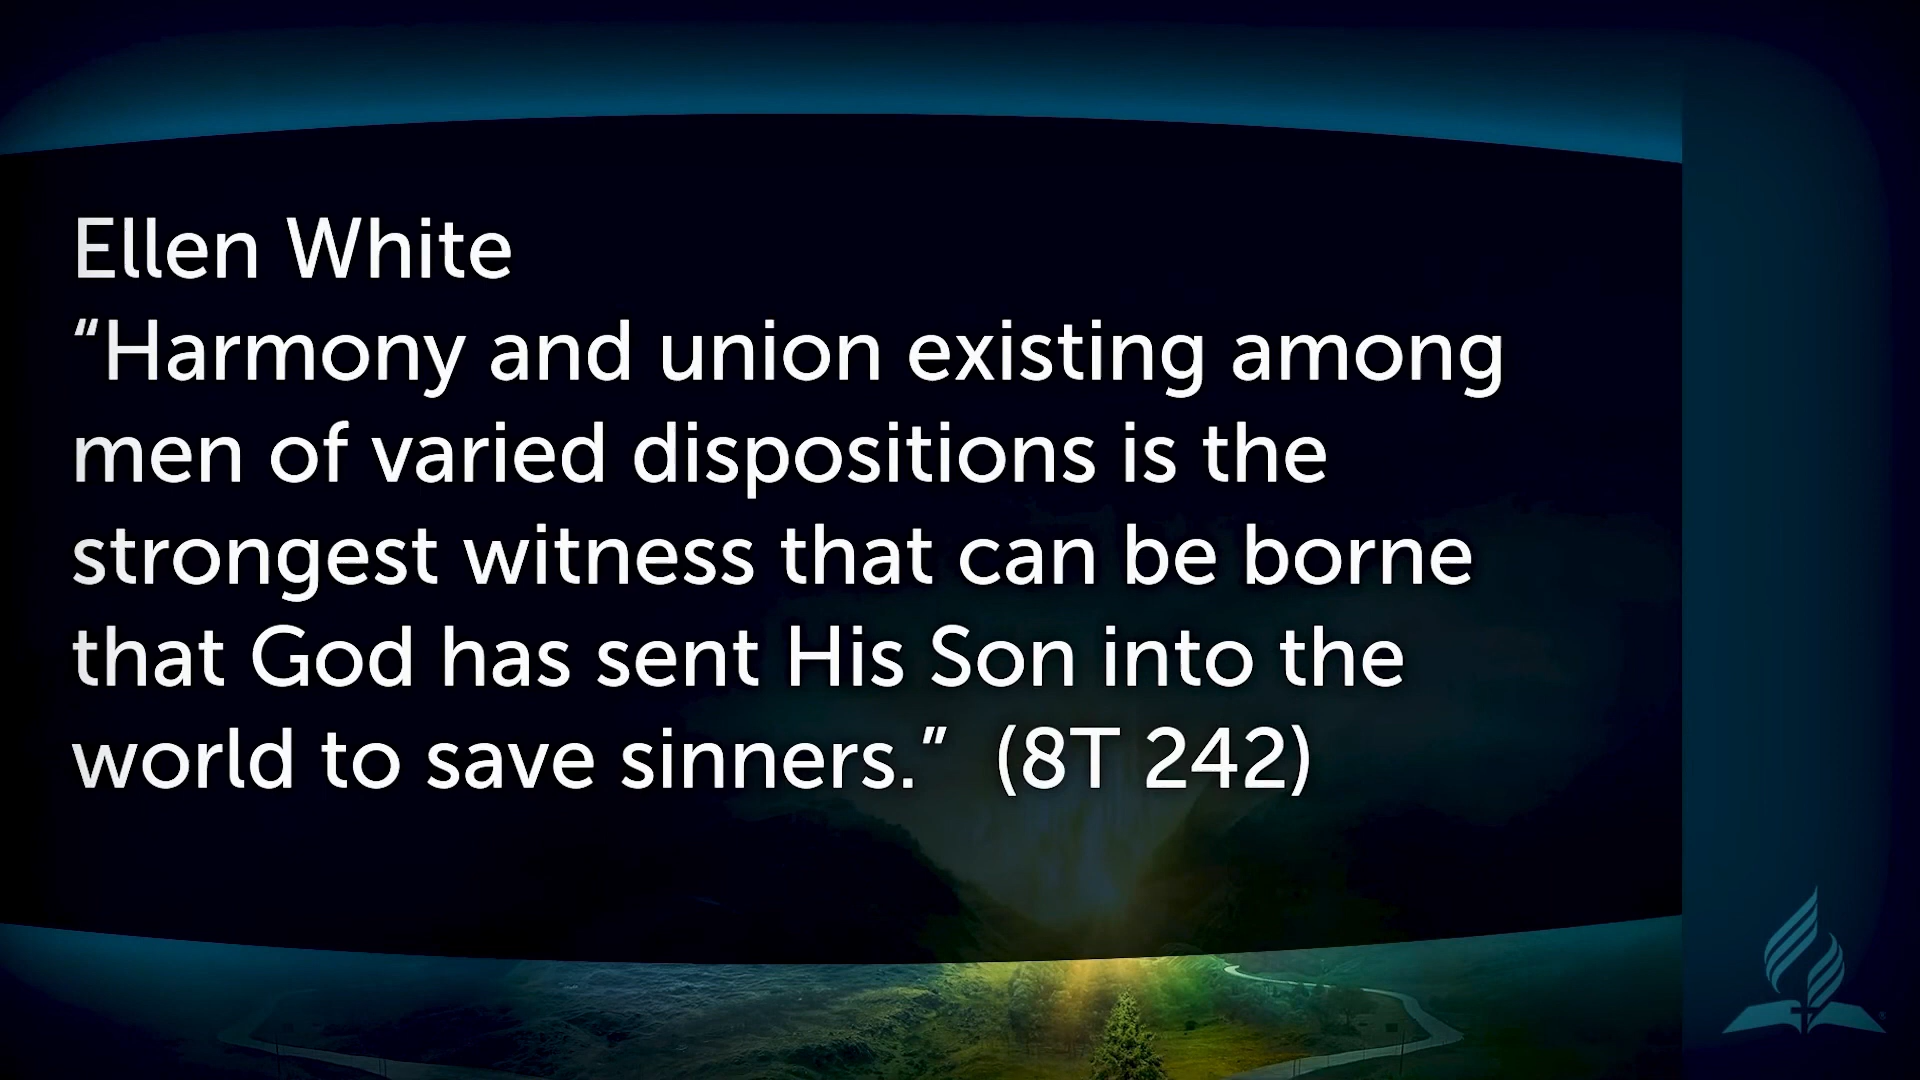 Ellen White
“Harmony and union existing among
men of varied dispositions is the
strongest witness that can be borne
that God has sent His Son into the
world to save sinners.”  (8T 242)